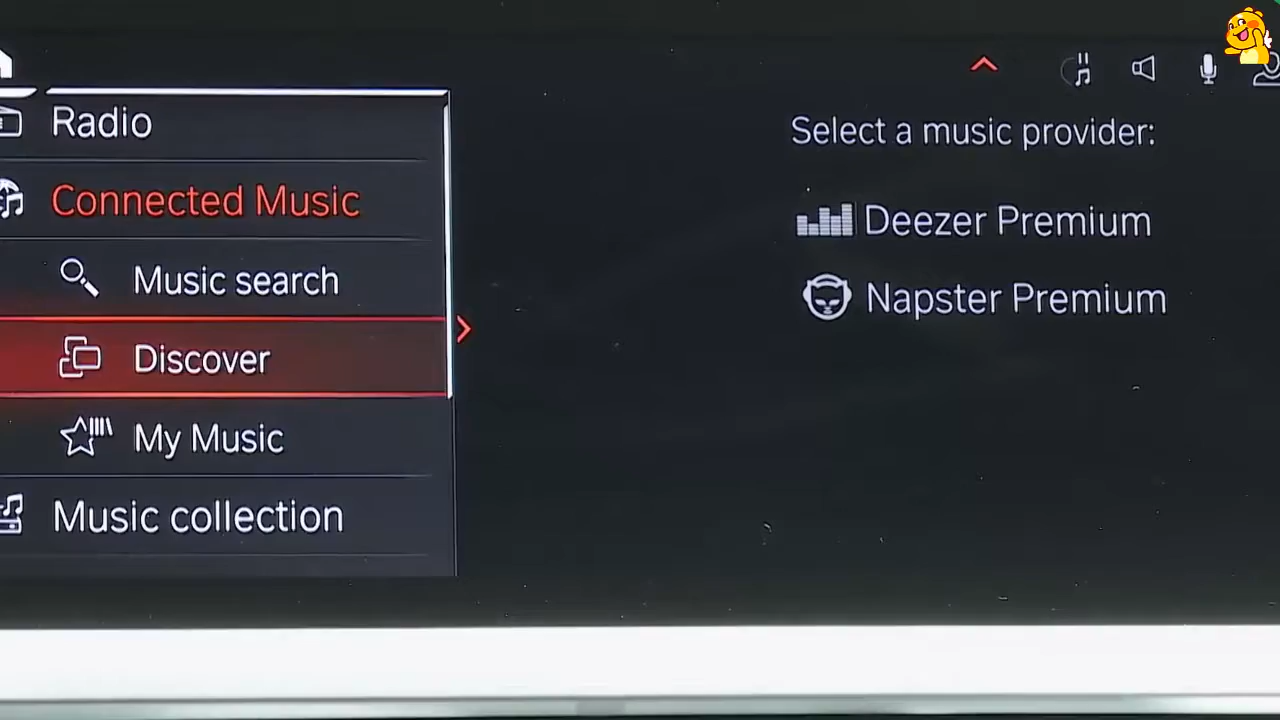 Radio
Connected Music
Music search
Discover
My Music
Music collection
Select a music provider:
Deezer Premium
Napster Premium